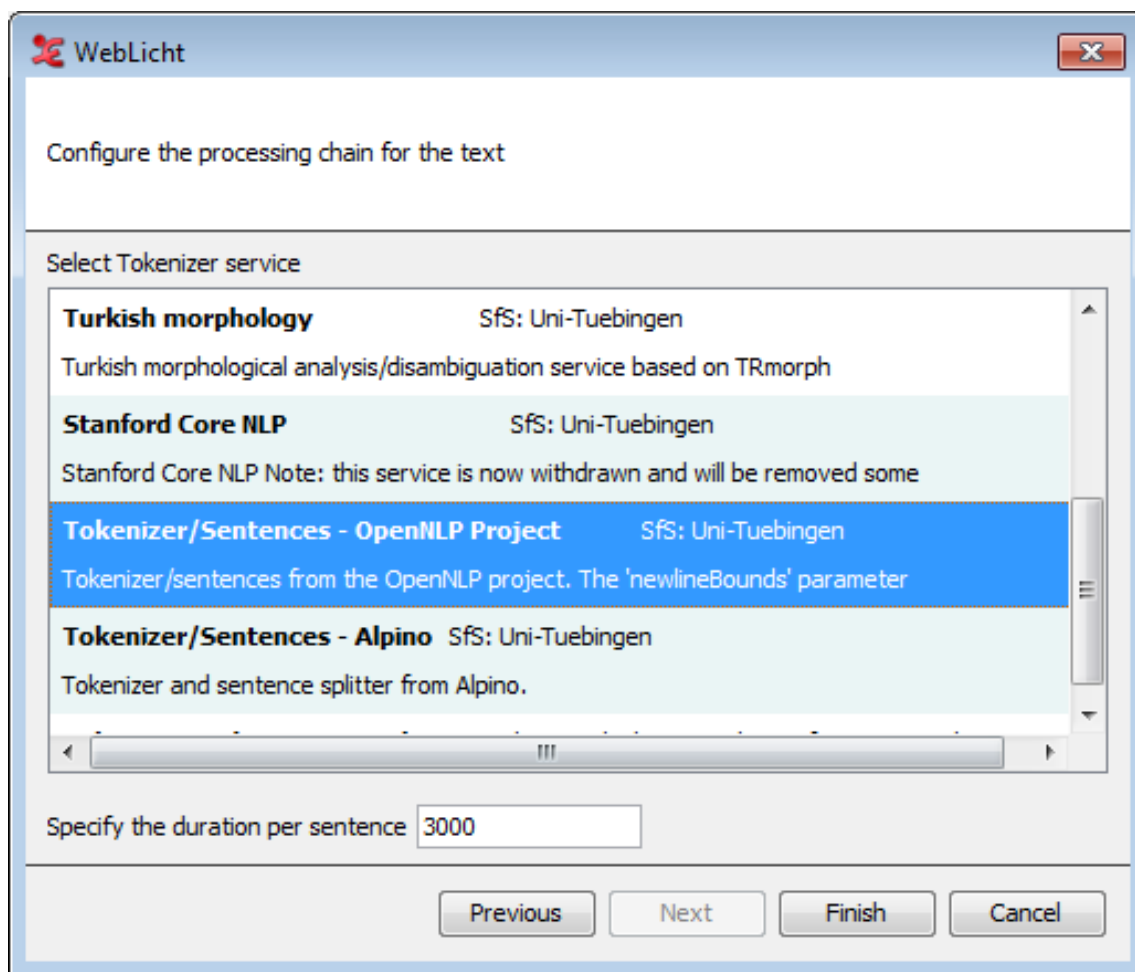 WebLicht
Configure the processing chain for the text
Select Tokenizer service
Turkish morphology SfS: Uni-Tuebingen
Turkish morphological analysis/disambiguation service based on TRmorph
Stanford Core NLP SfS: Uni-Tuebingen
Stanford Core NLP Note: this service is now withdrawn and will be removed some
Tokenizer/Sentences - OpenNLP Project SfS: Uni-Tuebingen
Tokenizer/sentences from the OpenNLP project. The 'newlineBounds' parameter
Tokenizer/Sentences - Alpino SfS: Uni-Tuebingen
Tokenizer and sentence splitter from Alpino.
Specify the duration per sentence 3000
Previous Next Finish Cancel